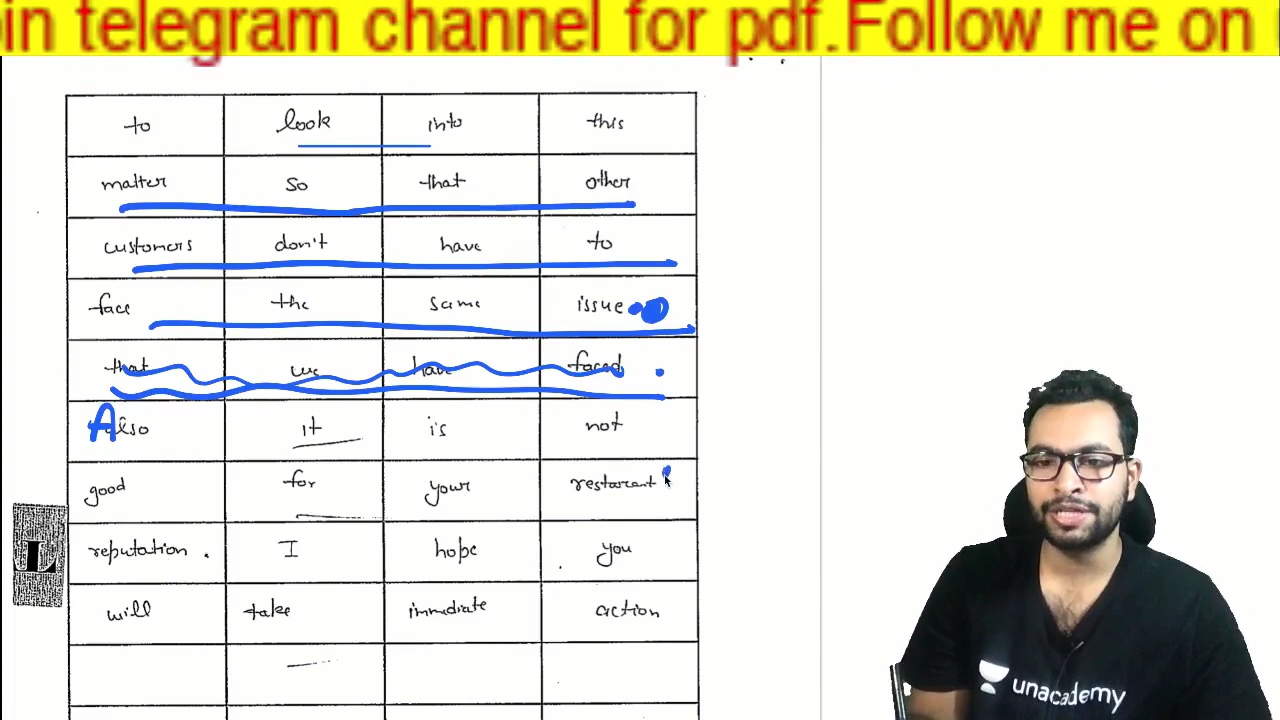 in telegram channel for pdf.Follow me on
to look into this
matter so that other
customers don't have to
face the same issue.
that we have faced.
Also it is not
good for your restarant'
reputation. I hope you
will take immediate action
L
unacademy